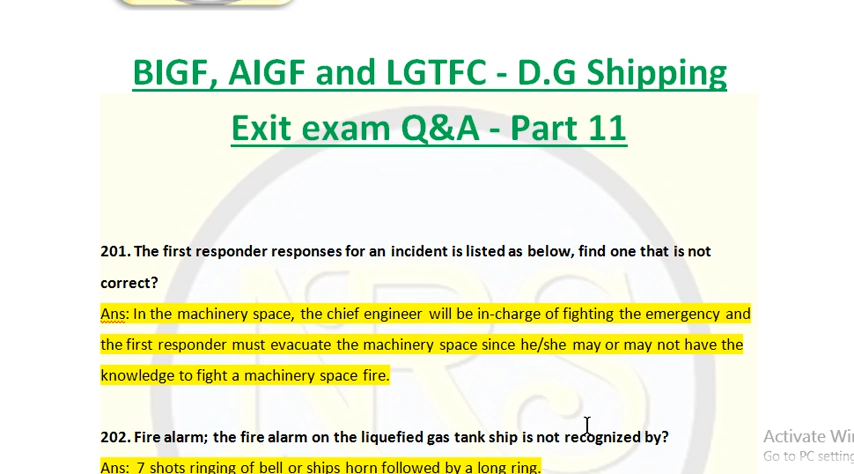 BIGF, AIGF and LGTFC - D.G Shipping
Exit exam Q&A - Part 11
201. The first responder responses for an incident is listed as below, find one that is not
correct?
Ans: In the machinery space, the chief engineer will be in-charge of fighting the emergency and
the first responder must evacuate the machinery space since he/she may or may not have the
knowledge to fight a machinery space fire.
NRS
202. Fire alarm; the fire alarm on the liquefied gas tank ship is not recognized by?
Activate Wi
Go to PC setting
Ans: 7 shots ringing of bell or ships horn followed by a long ring.